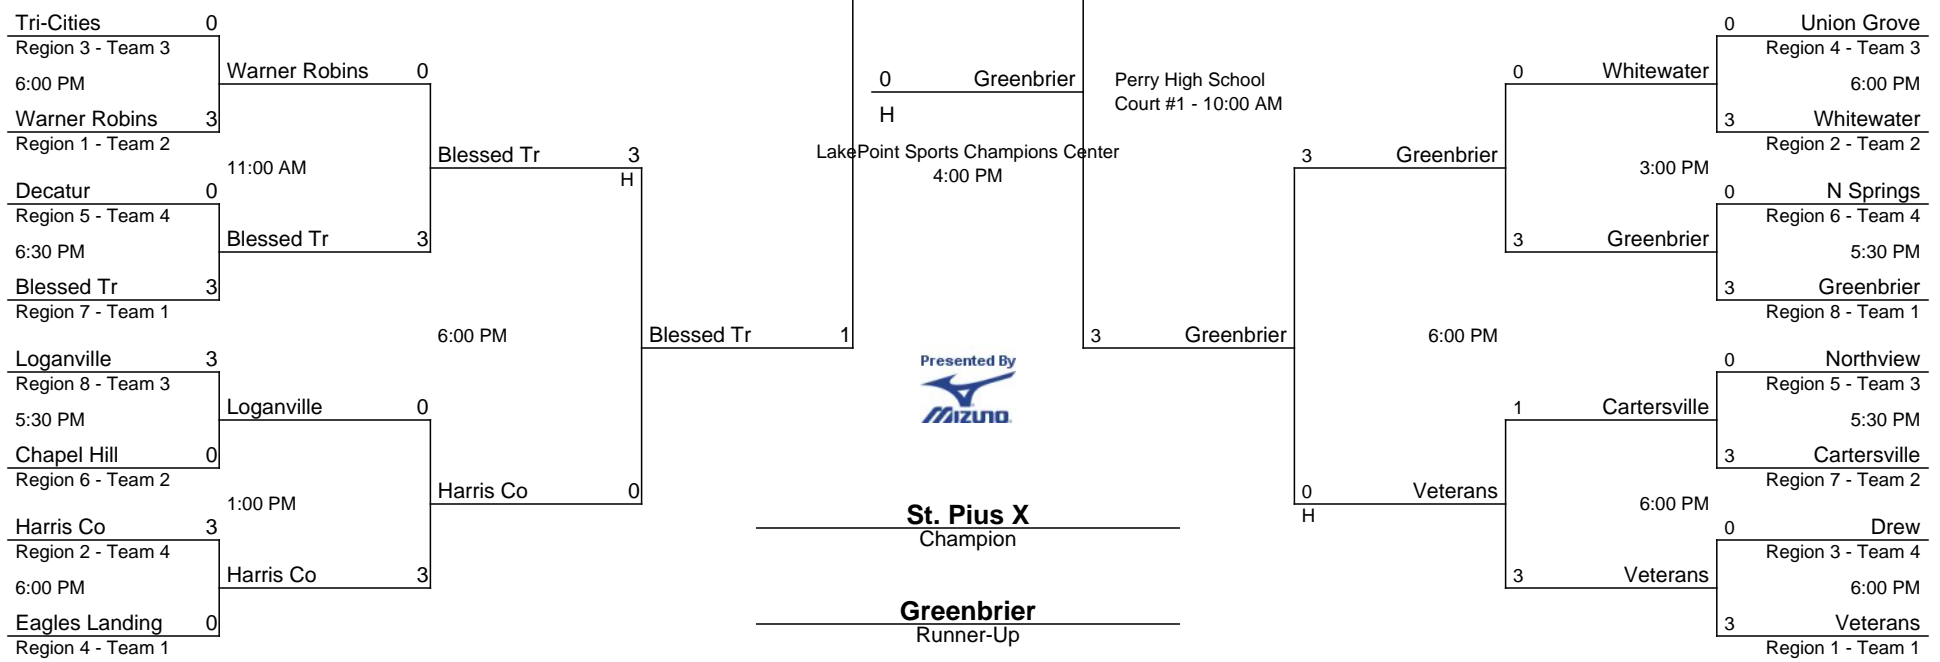 Tri-Cities 0
Region 3 - Team 3
6:00 PM
Warner Robins 3
Region 1 - Team 2
Decatur 0
Region 5 - Team 4
6:30 PM
Blessed Tr 3
Region 7 - Team 1
Loganville 3
Region 8 - Team 3
5:30 PM
Chapel Hill 0
Region 6 - Team 2
Harris Co 3
Region 2 - Team 4
6:00 PM
Eagles Landing 0
Region 4 - Team 1
Warner Robins 0
11:00 AM
Blessed Tr 3
Loganville 0
1:00 PM
Harris Co 3
Blessed Tr 3
H
6:00 PM
Harris Co 0
Blessed Tr 1
0 Greenbrier
H
LakePoint Sports Champions Center
4:00 PM
Perry High School
Court #1 - 10:00 AM
Presented By
MIZUNO
St. Pius X
Champion
Greenbrier
Runner-Up
3 Greenbrier
3 Greenbrier
6:00 PM
0 Veterans
H
0 Whitewater
3:00 PM
3 Greenbrier
1 Cartersville
6:00 PM
3 Veterans
0 Union Grove
Region 4 - Team 3
6:00 PM
3 Whitewater
Region 2 - Team 2
0 N Springs
Region 6 - Team 4
5:30 PM
3 Greenbrier
Region 8 - Team 1
0 Northview
Region 5 - Team 3
5:30 PM
3 Cartersville
Region 7 - Team 2
0 Drew
Region 3 - Team 4
6:00 PM
3 Veterans
Region 1 - Team 1